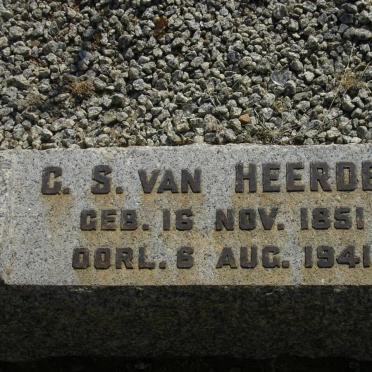 C. S. VAN HEERDE
GEB. 16 NOV. 1851
OORL. 6 AUG. 1941